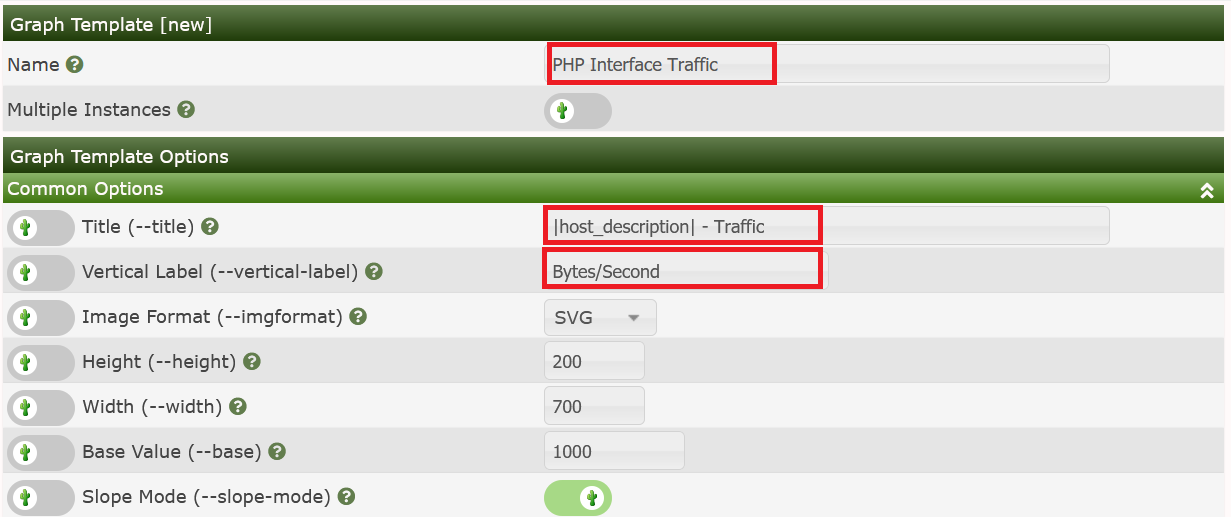 Graph Template [new]
Name ? PHP Interface Traffic
Multiple Instances ?
Graph Template Options
Common Options
Title (--title) ? |host_description| - Traffic
Vertical Label (--vertical-label) ? Bytes/Second
Image Format (--imgformat) ? SVG
Height (--height) ? 200
Width (--width) ? 700
Base Value (--base) ? 1000
Slope Mode (--slope-mode) ?